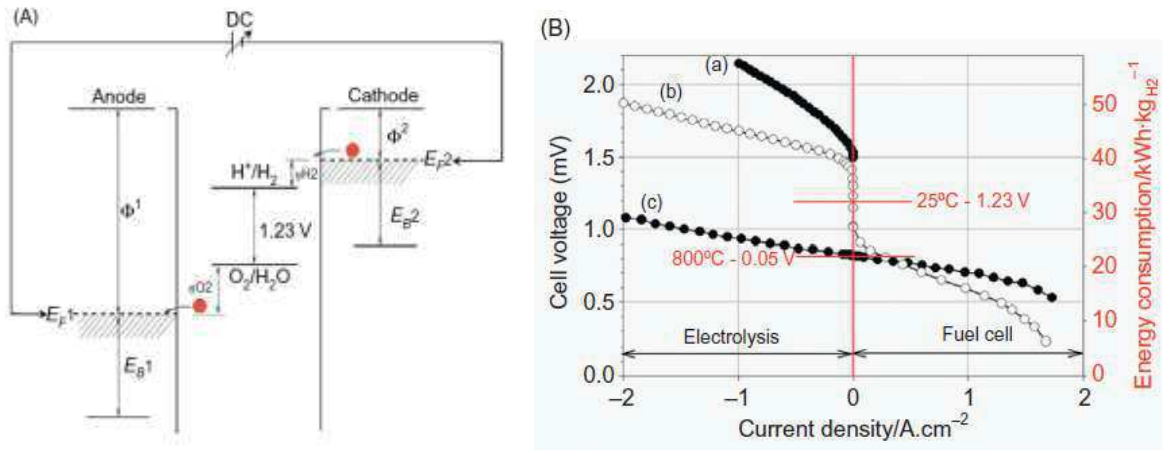 (A)
DC
Anode
Cathode
Φ²
H⁺/H₂
ηH2
E_F2
Φ¹
1.23 V
E_B2
O₂/H₂O
ηO2
E_F1
E_B1
(B)
(a)
(b)
(c)
2.0
1.5
1.0
0.5
0.0
Cell voltage (mV)
25ºC - 1.23 V
800ºC - 0.05 V
Electrolysis
Fuel cell
50
40
30
20
10
0
Energy consumption/kWh·kg_H2⁻¹
−2
−1
0
1
2
Current density/A.cm⁻²